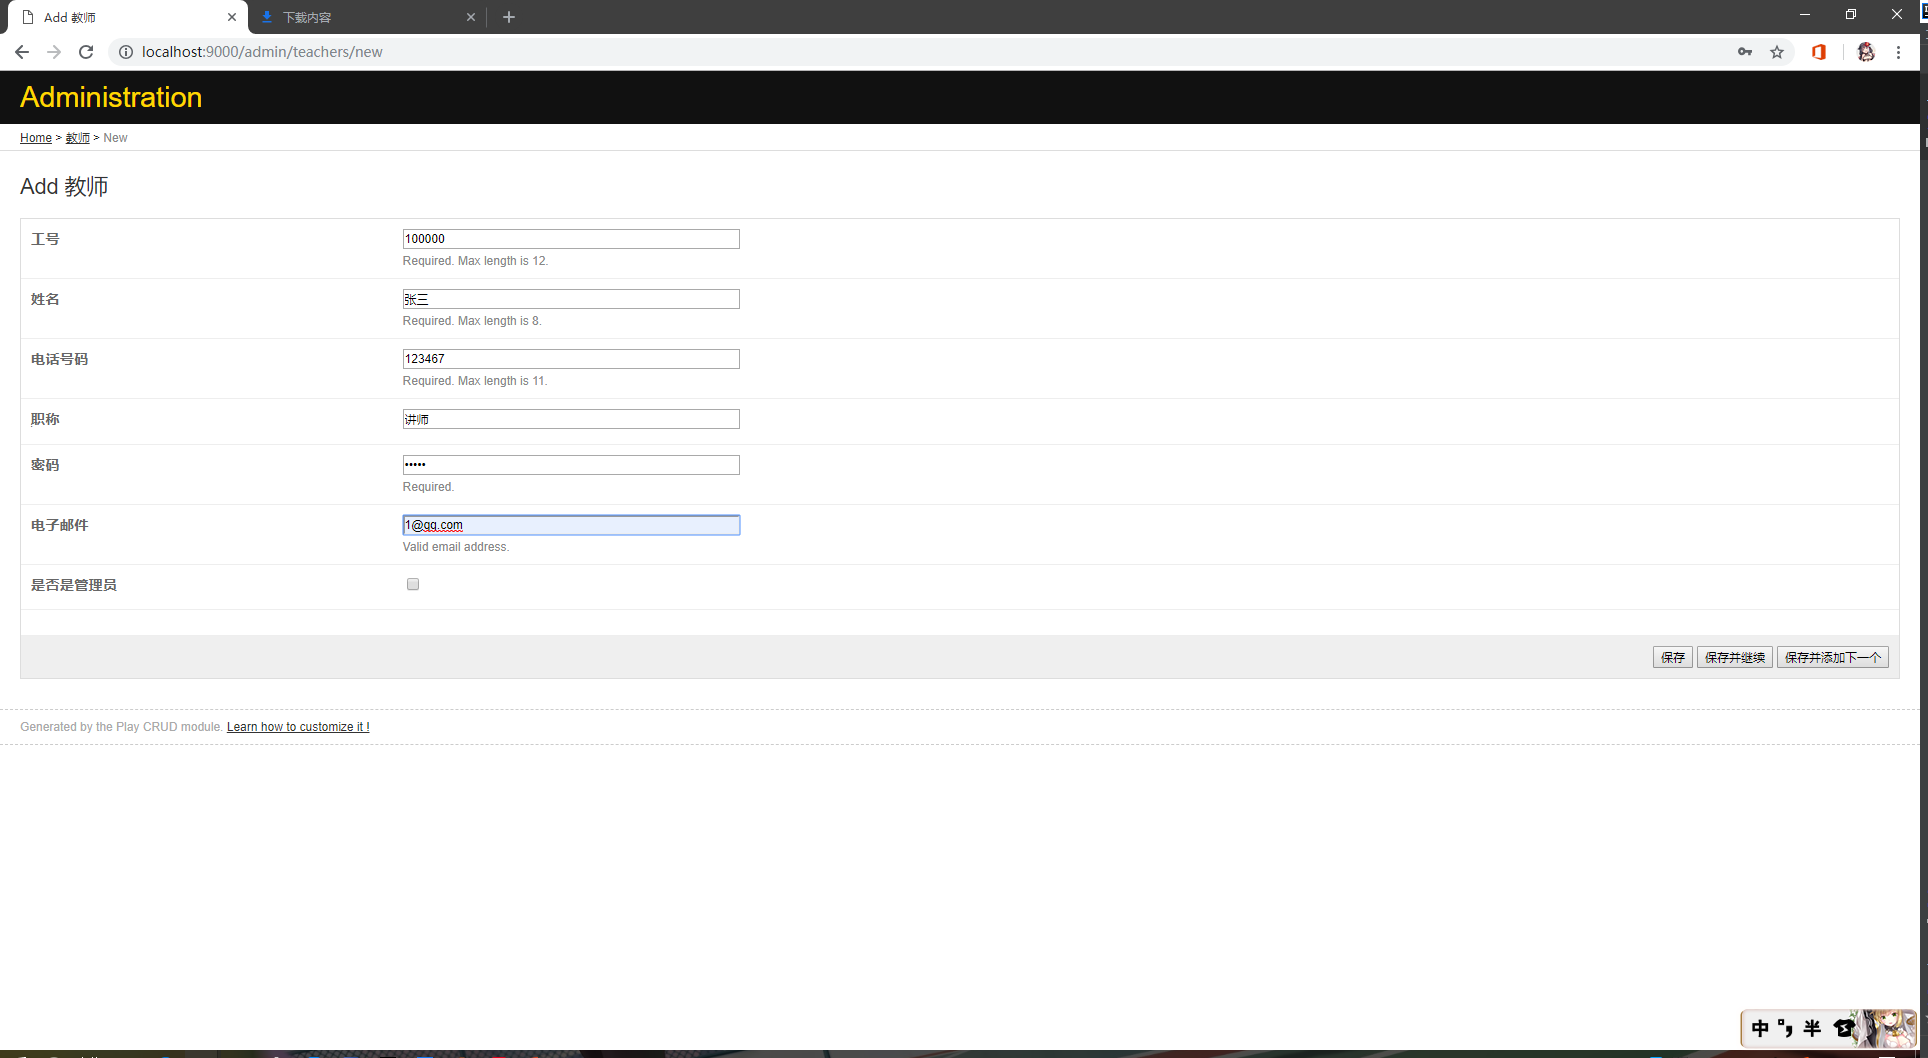 Add 教师
下载内容
localhost:9000/admin/teachers/new
Administration
Home > 教师 > New
Add 教师
工号 100000
Required. Max length is 12.
姓名 张三
Required. Max length is 8.
电话号码 123467
Required. Max length is 11.
职称 讲师
密码 •••••
Required.
电子邮件 1@qq.com
Valid email address.
是否是管理员
保存 保存并继续 保存并添加下一个
Generated by the Play CRUD module. Learn how to customize it !
中 半